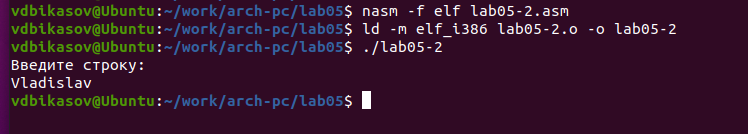 vdbikasov@Ubuntu:~/work/arch-pc/lab05$ nasm -f elf lab05-2.asm
vdbikasov@Ubuntu:~/work/arch-pc/lab05$ ld -m elf_i386 lab05-2.o -o lab05-2
vdbikasov@Ubuntu:~/work/arch-pc/lab05$ ./lab05-2
Введите строку:
Vladislav
vdbikasov@Ubuntu:~/work/arch-pc/lab05$